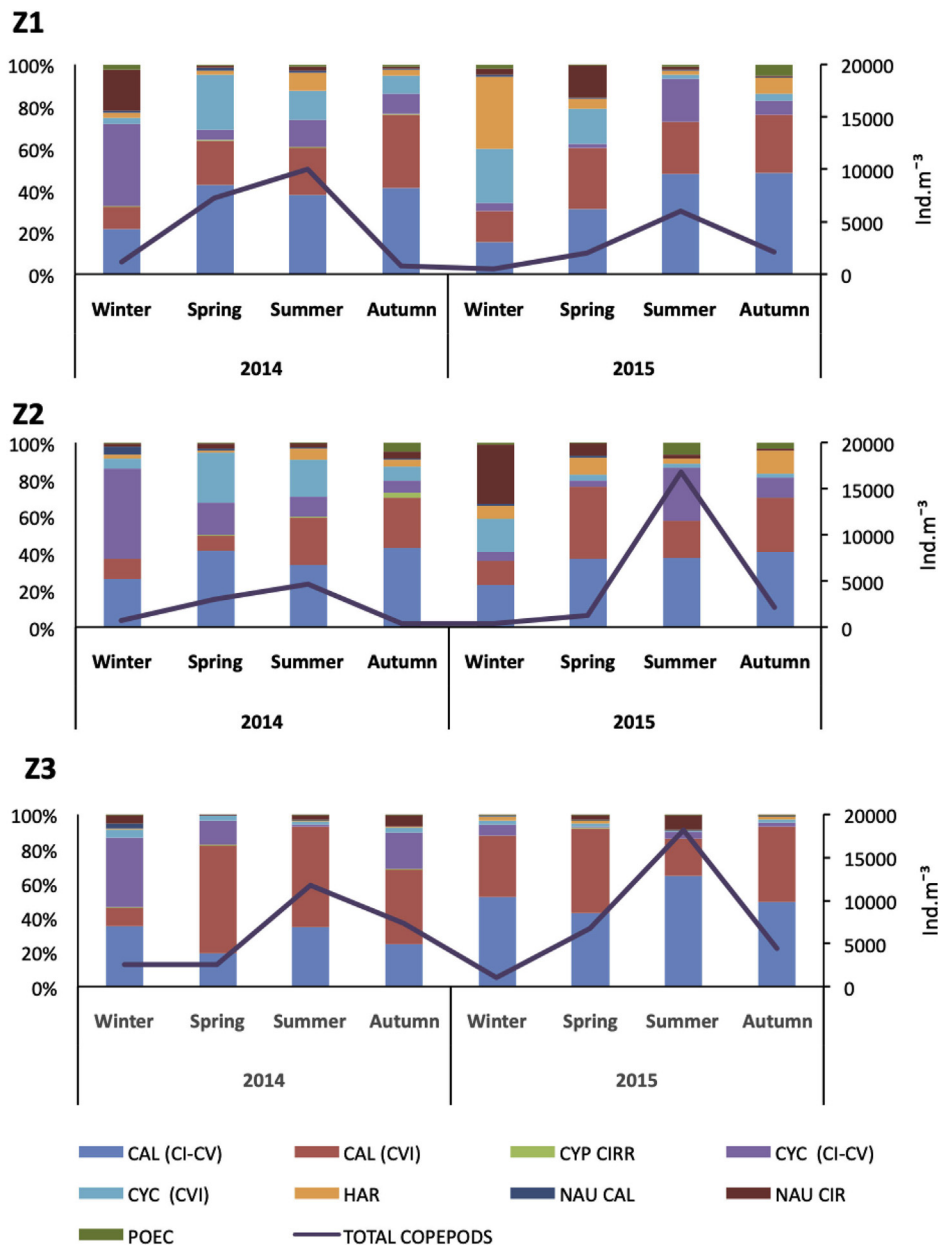 Z1
100% 20000
80% 15000
60% 10000
40% 5000
20% 0
0%
Ind.m⁻³
Winter Spring Summer Autumn Winter Spring Summer Autumn
2014 2015
Z2
100% 20000
80% 15000
60% 10000
40% 5000
20% 0
0%
Ind.m⁻³
Winter Spring Summer Autumn Winter Spring Summer Autumn
2014 2015
Z3
100% 20000
80% 15000
60% 10000
40% 5000
20% 0
0%
Ind.m⁻³
Winter Spring Summer Autumn Winter Spring Summer Autumn
2014 2015
CAL (CI-CV) CAL (CVI) CYP CIRR CYC (CI-CV)
CYC (CVI) HAR NAU CAL NAU CIR
POEC TOTAL COPEPODS